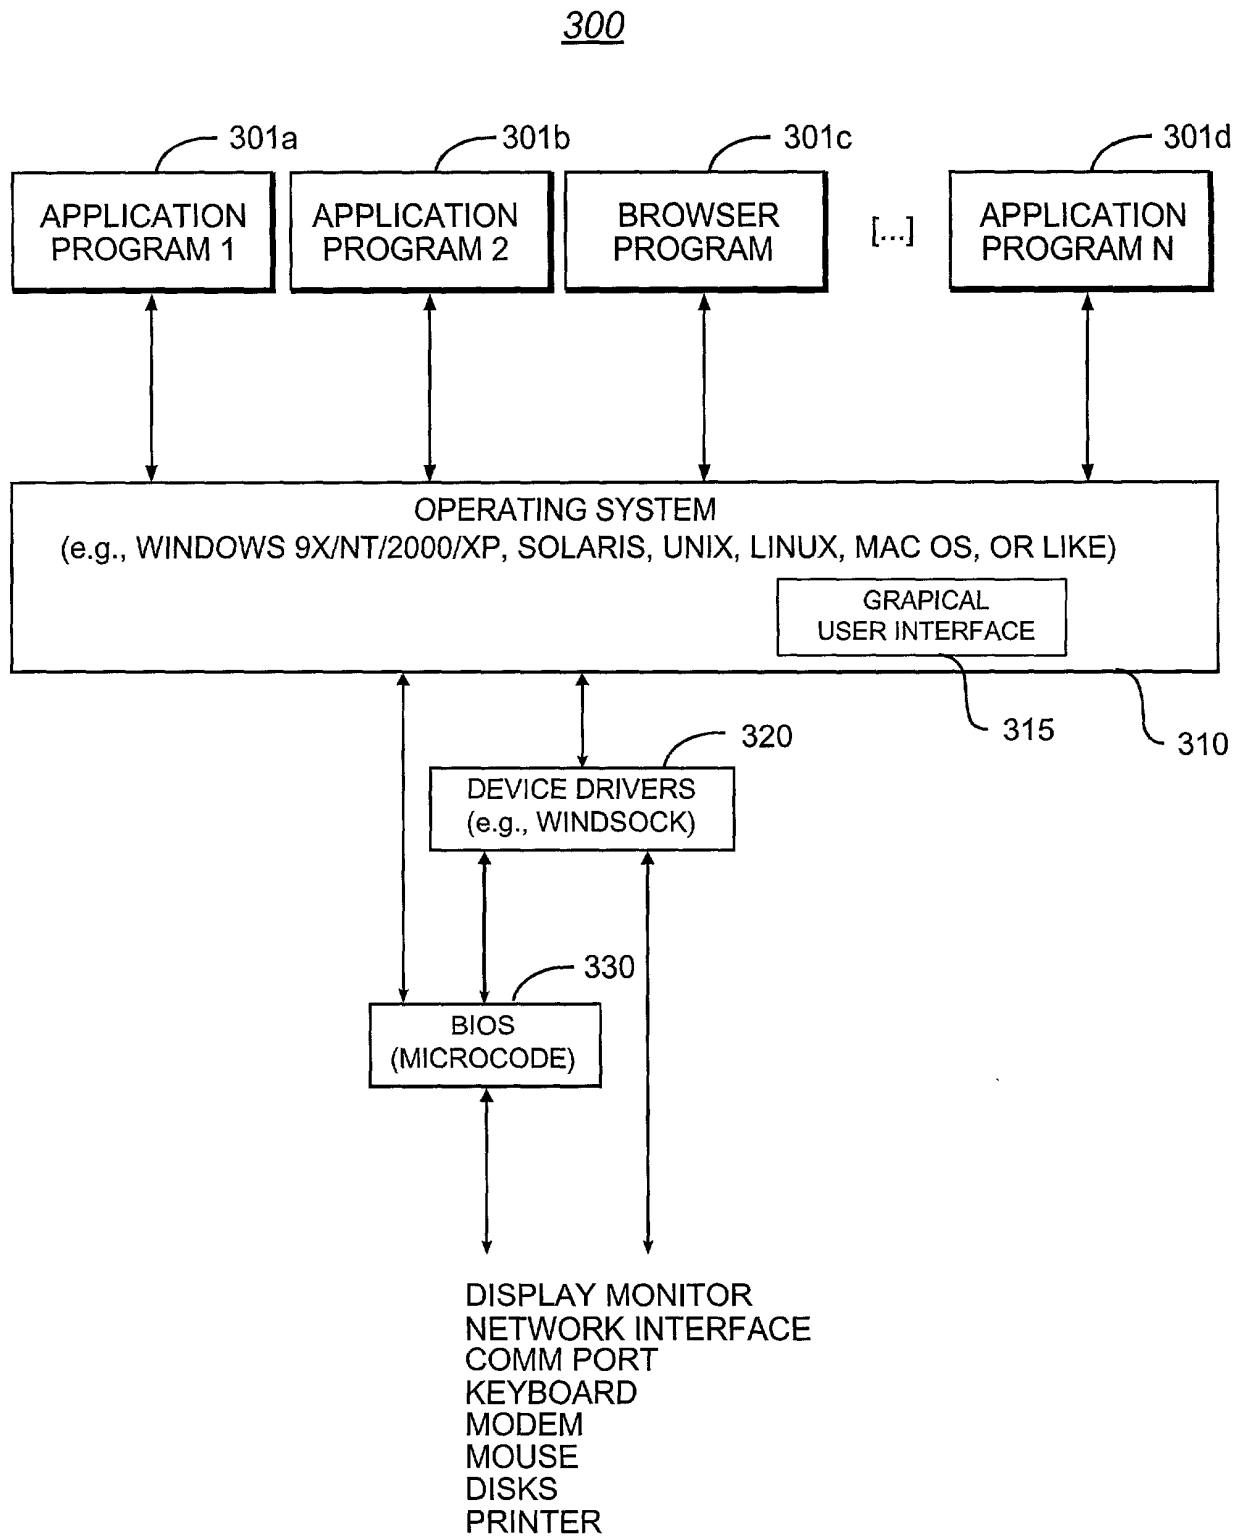 300
301a
301b
301c
301d
APPLICATION
PROGRAM 1
APPLICATION
PROGRAM 2
BROWSER
PROGRAM
[...]
APPLICATION
PROGRAM N
OPERATING SYSTEM
(e.g., WINDOWS 9X/NT/2000/XP, SOLARIS, UNIX, LINUX, MAC OS, OR LIKE)
GRAPICAL
USER INTERFACE
315
310
320
DEVICE DRIVERS
(e.g., WINDSOCK)
330
BIOS
(MICROCODE)
DISPLAY MONITOR
NETWORK INTERFACE
COMM PORT
KEYBOARD
MODEM
MOUSE
DISKS
PRINTER